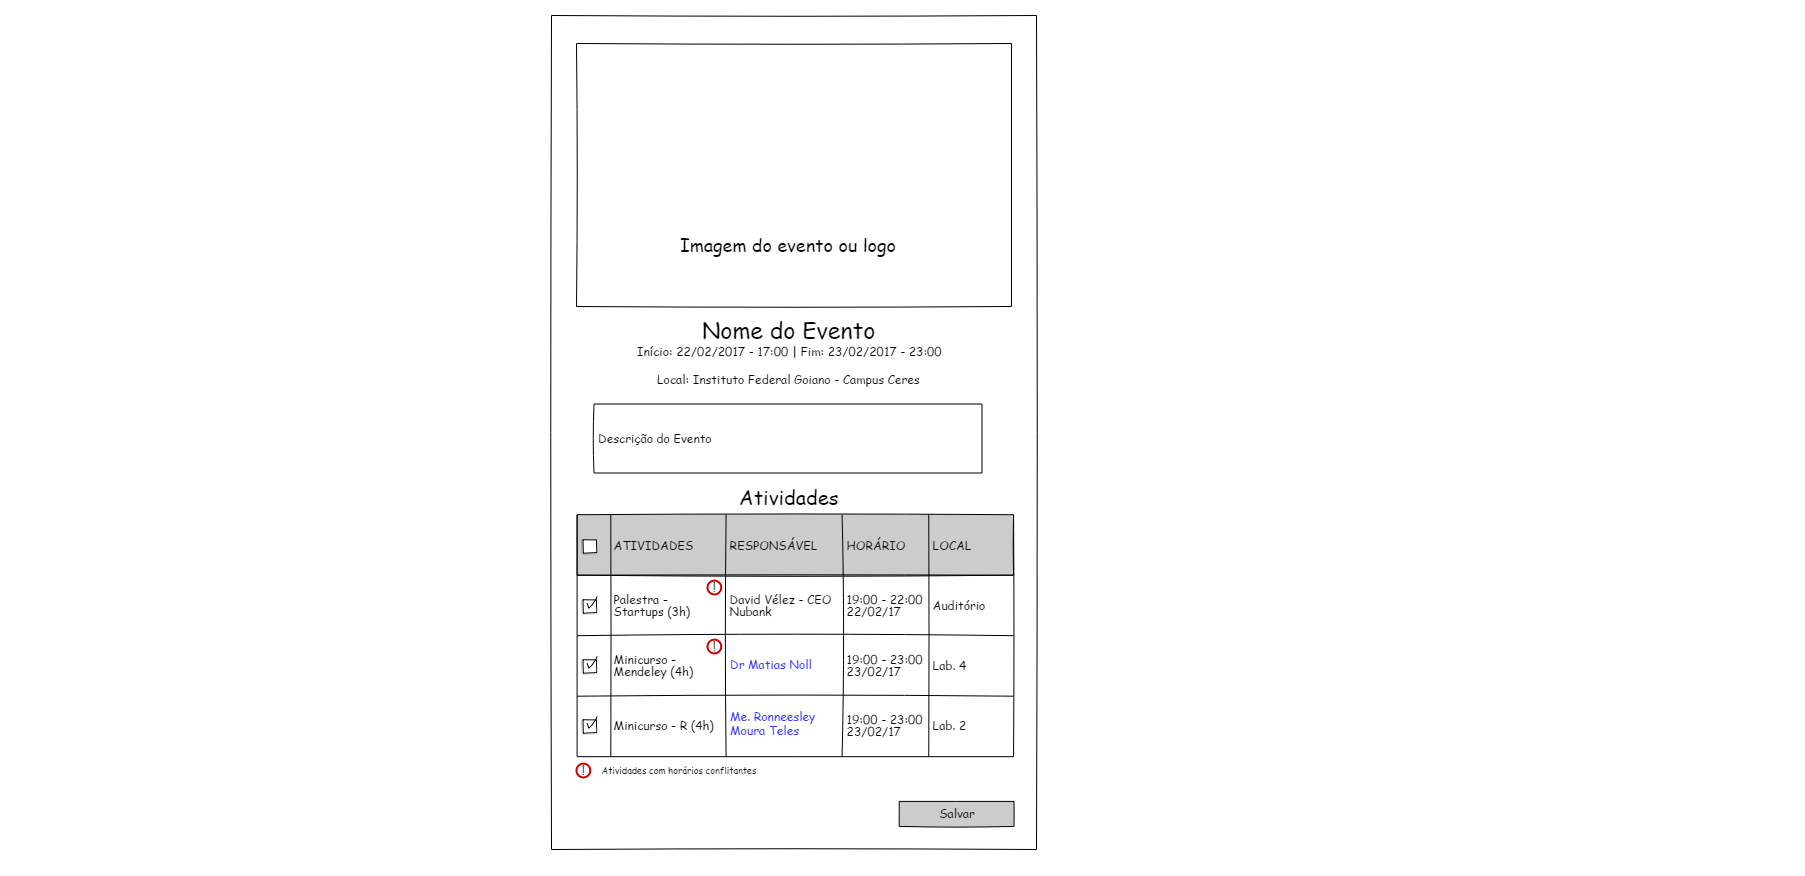 Imagem do evento ou logo
Nome do Evento
Início: 22/02/2017 - 17:00 | Fim: 23/02/2017 - 23:00
Local: Instituto Federal Goiano - Campus Ceres
Descrição do Evento
Atividades
ATIVIDADES RESPONSÁVEL HORÁRIO LOCAL
!
Palestra -
Startups (3h)
David Vélez - CEO
Nubank
19:00 - 22:00
22/02/17
Auditório
!
Minicurso -
Mendeley (4h)
Dr Matias Noll
19:00 - 23:00
23/02/17
Lab. 4
Minicurso - R (4h)
Me. Ronneesley
Moura Teles
19:00 - 23:00
23/02/17
Lab. 2
! Atividades com horários conflitantes
Salvar